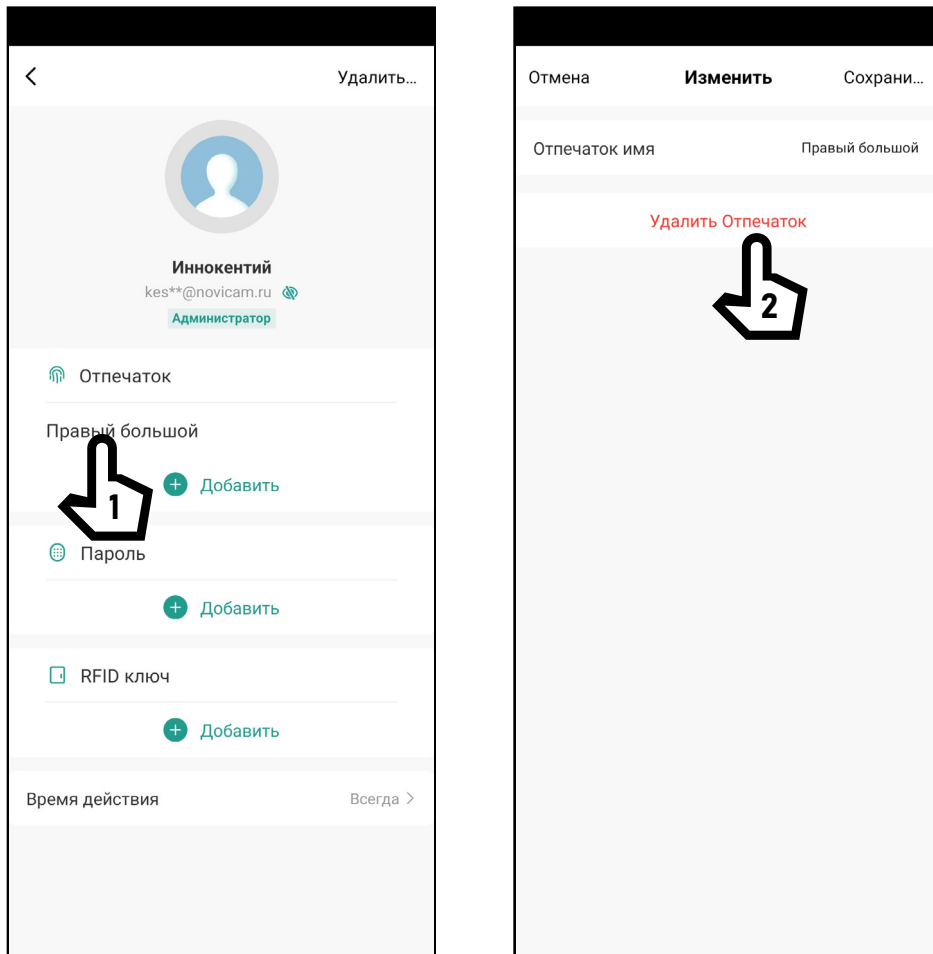 Удалить...
Иннокентий
kes**@novicam.ru
Администратор
Отпечаток
Правый большой
1
Добавить
Пароль
Добавить
RFID ключ
Добавить
Время действия Всегда
Отмена Изменить Сохрани...
Отпечаток имя Правый большой
Удалить Отпечаток
2